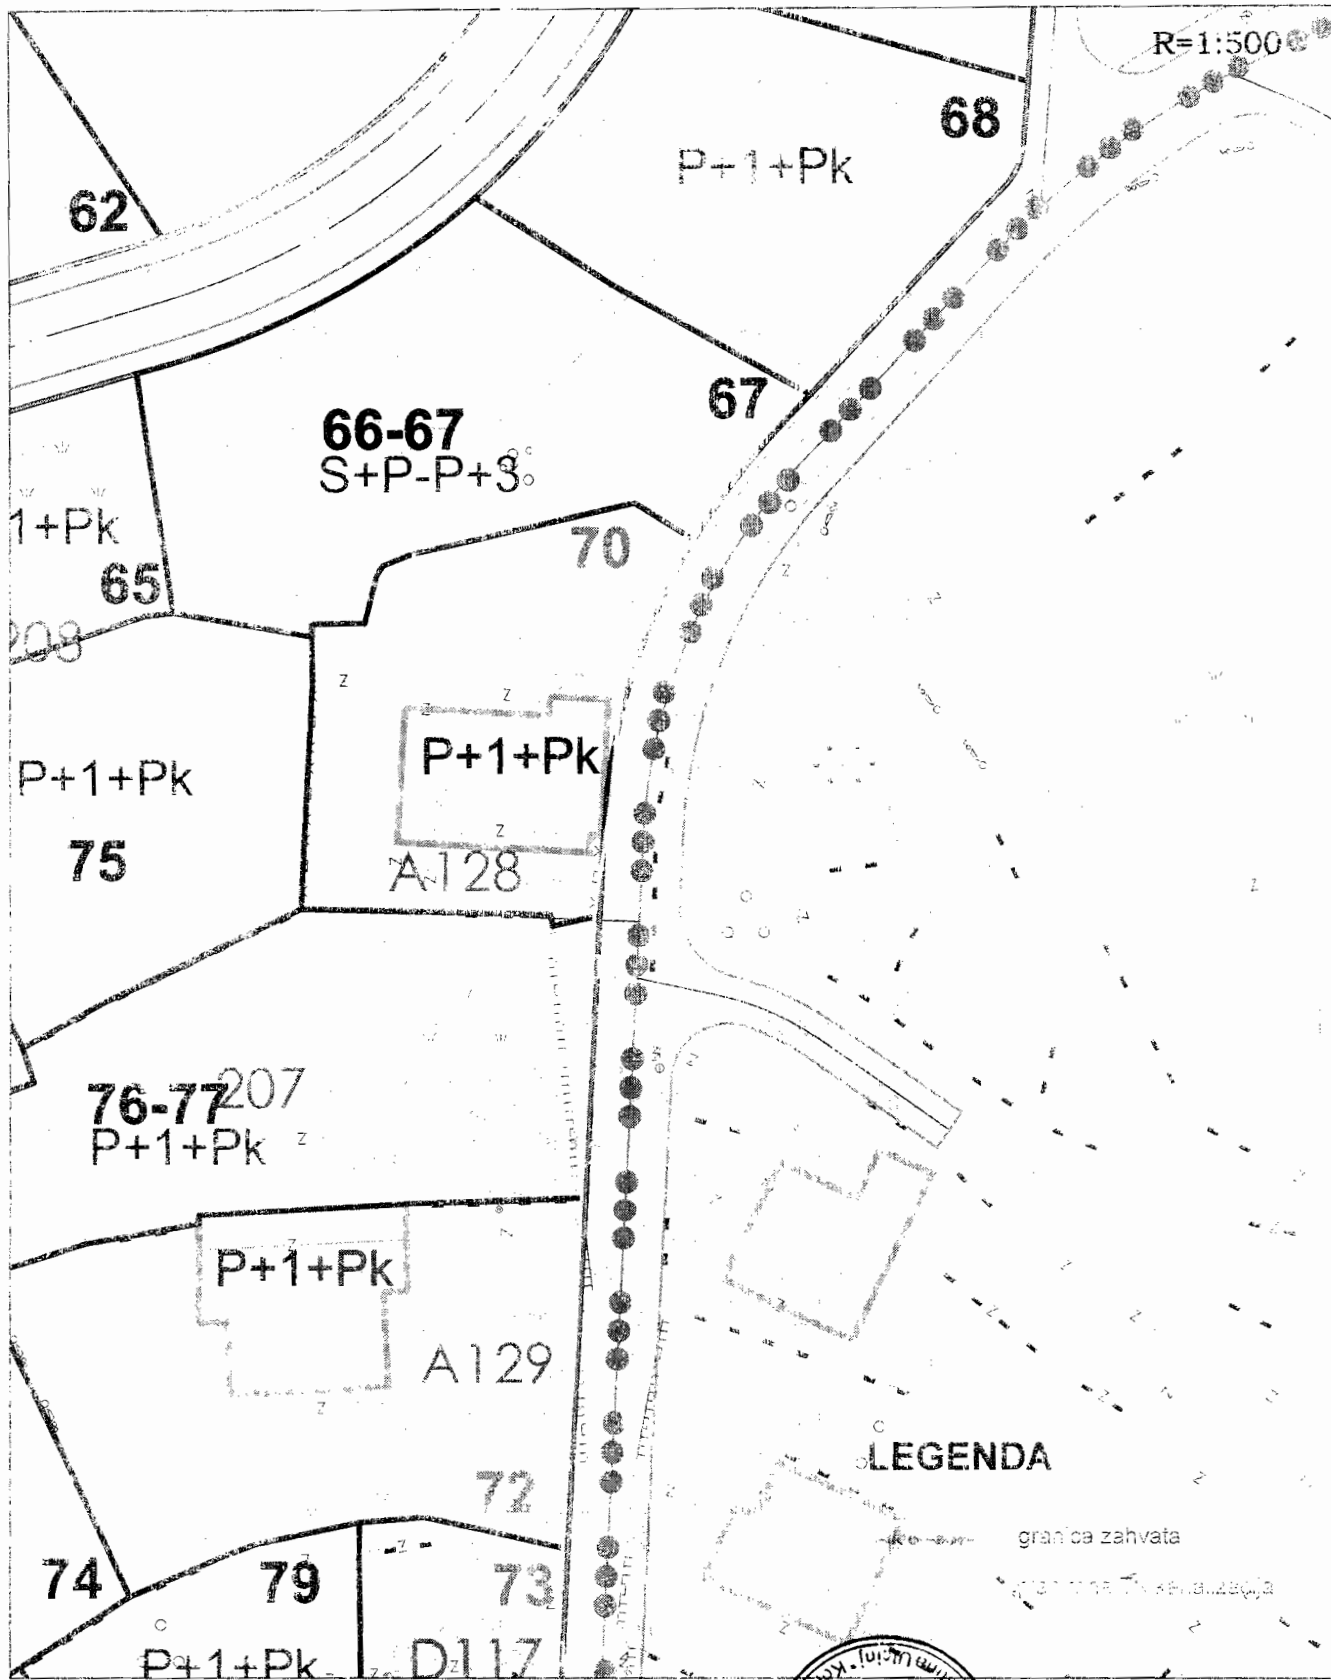 R=1:500
68
P+1+Pk
62
67
66-67
S+P-P+3
1+Pk
70
65
208
P+1+Pk
P+1+Pk
75
A128
76-77
207
P+1+Pk
P+1+Pk
A129
LEGENDA
72
granica zahvata
74
79
73
P+1+Pk
D117